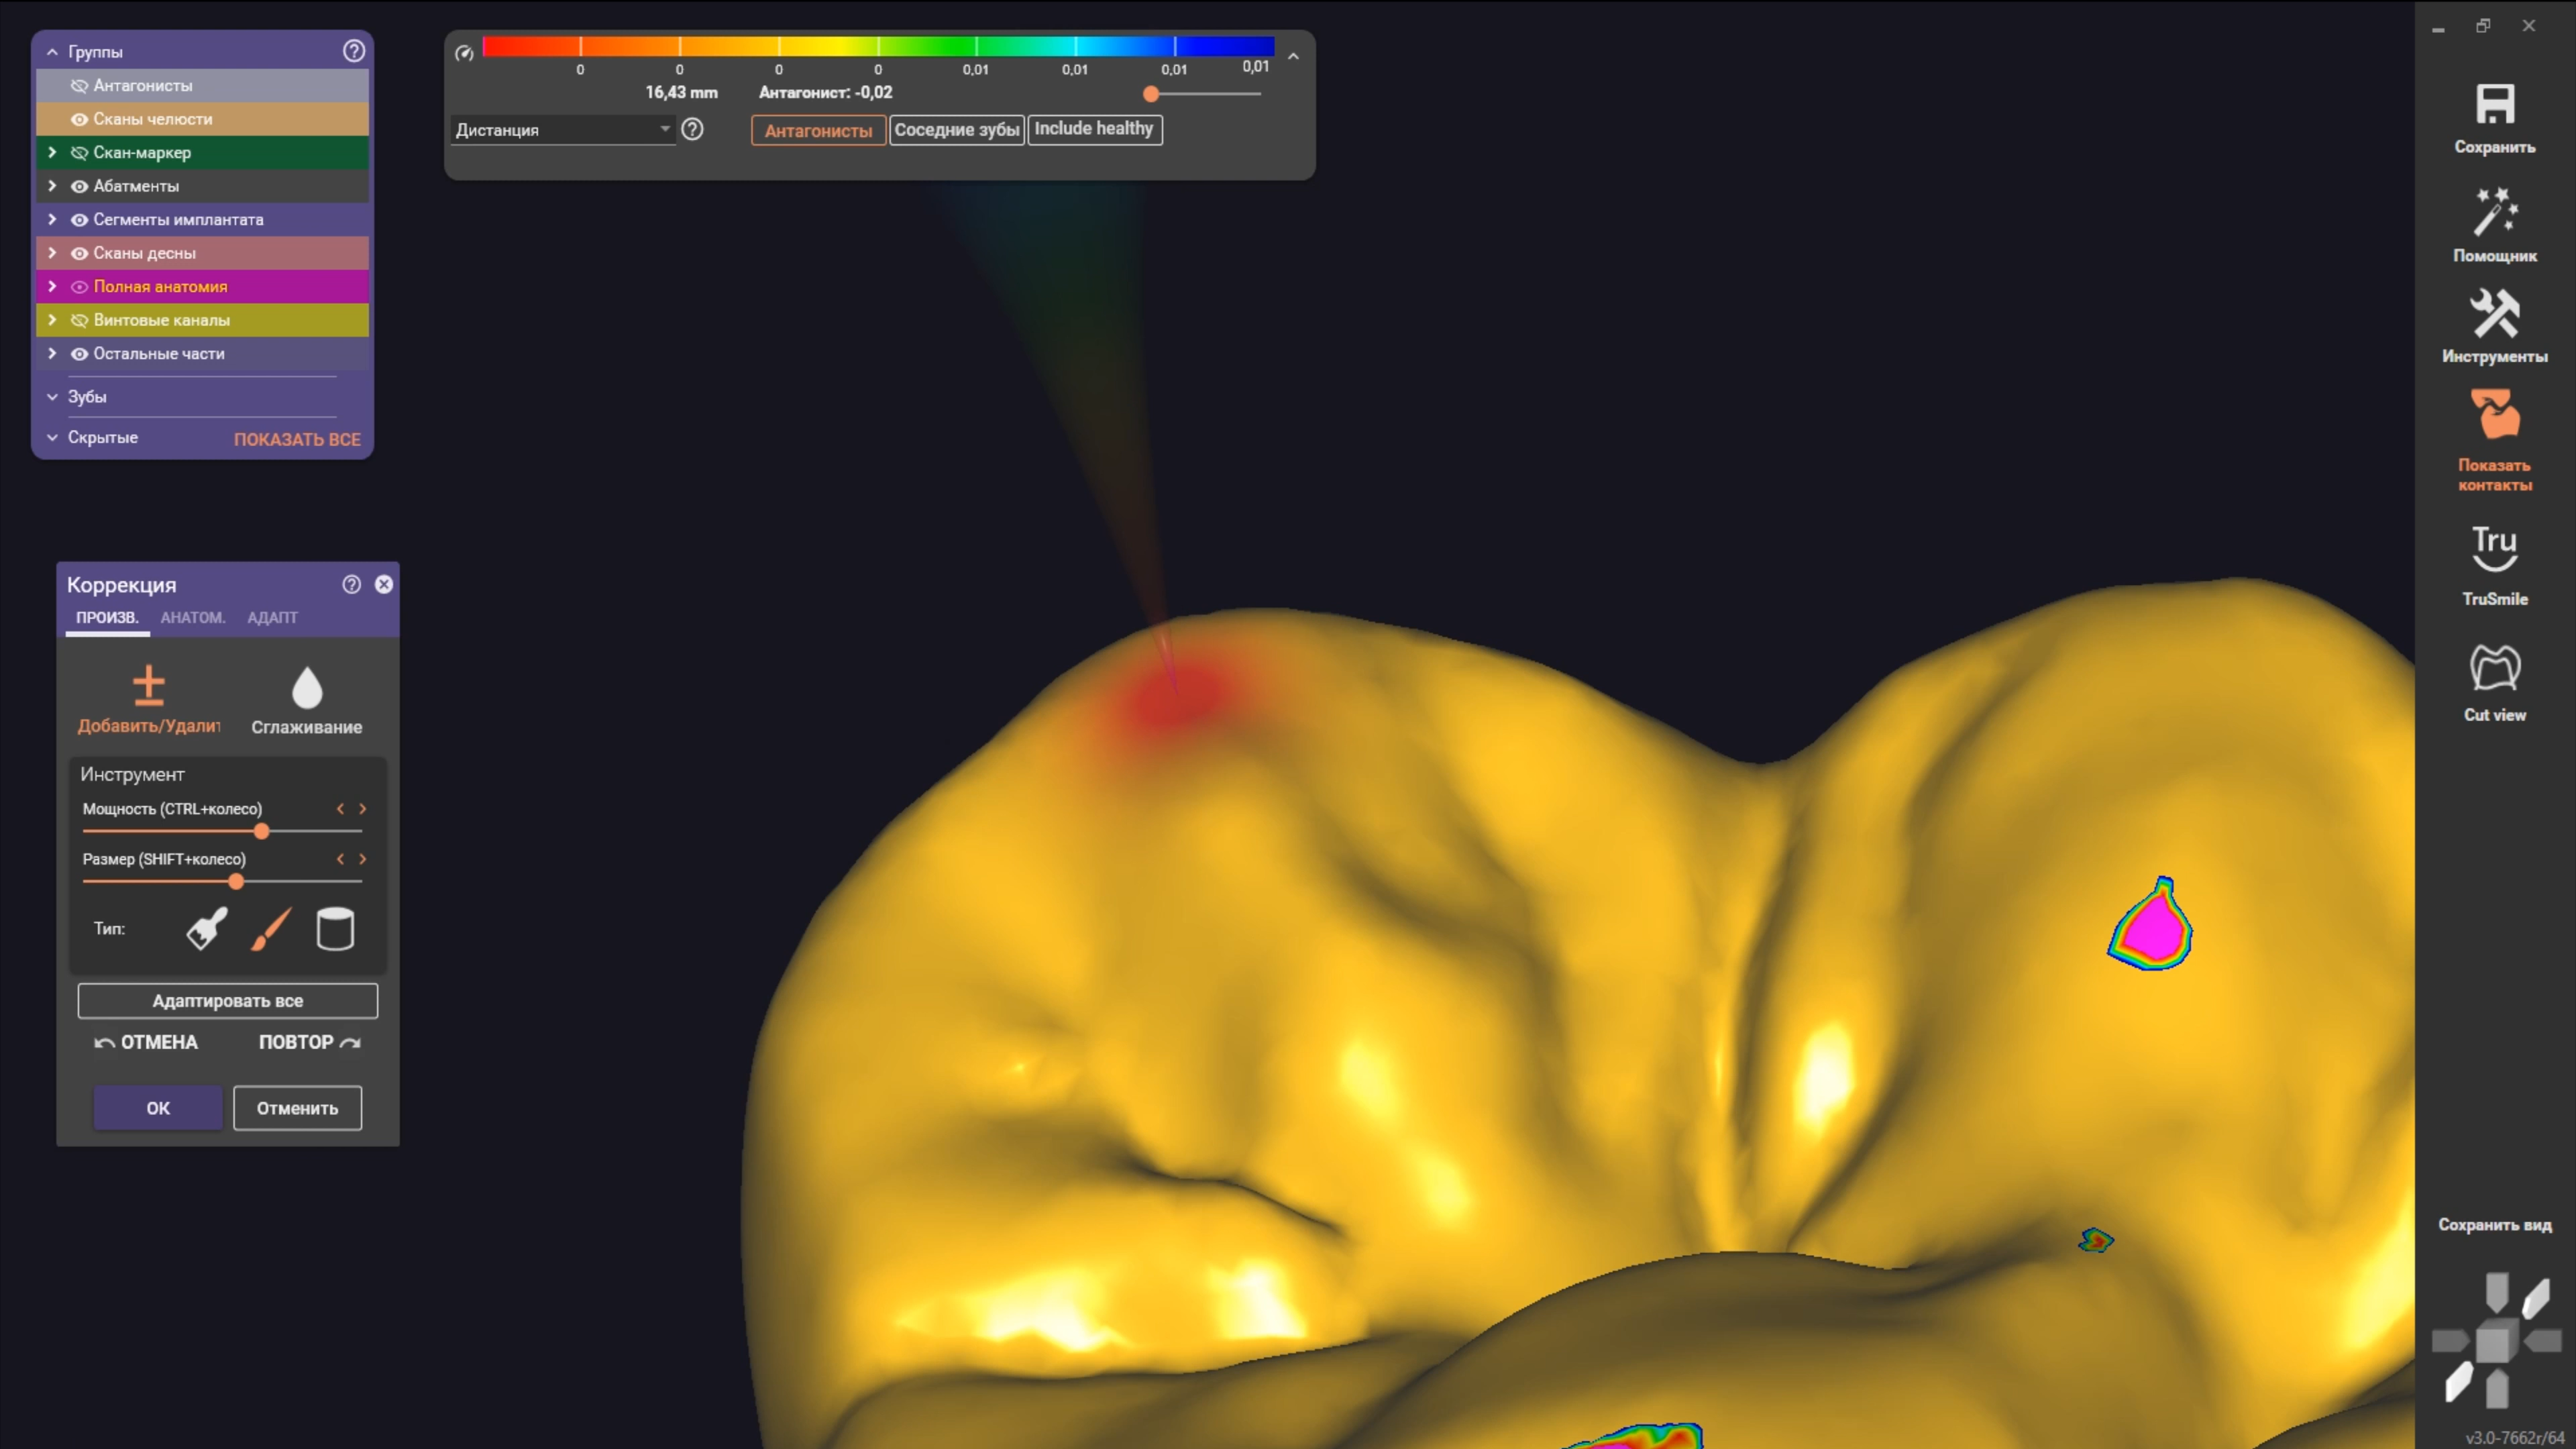 Группы
Антагонисты
Сканы челюсти
Скан-маркер
Абатменты
Сегменты имплантата
Сканы десны
Полная анатомия
Винтовые каналы
Остальные части
Зубы
Скрытые ПОКАЗАТЬ ВСЕ
0 0 0 0 0,01 0,01 0,01 0,01
16,43 mm Антагонист: -0,02
Дистанция Антагонисты Соседние зубы Include healthy
Коррекция
ПРОИЗВ. АНАТОМ. АДАПТ
Добавить/Удалит Сглаживание
Инструмент
Мощность (CTRL+колесо)
Размер (SHIFT+колесо)
Тип:
Адаптировать все
ОТМЕНА ПОВТОР
ОК Отменить
Сохранить
Помощник
Инструменты
Показать
контакты
Tru
TruSmile
Cut view
Сохранить вид
v3.0-7662r/64